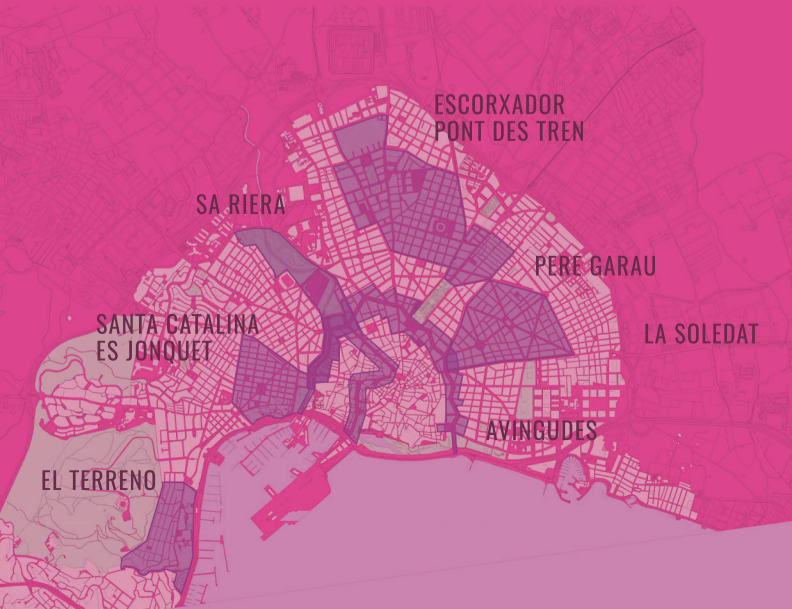 ESCORXADOR
PONT DES TREN
SA RIERA
PERE GARAU
SANTA CATALINA
ES JONQUET
LA SOLEDAT
AVINGUDES
EL TERRENO